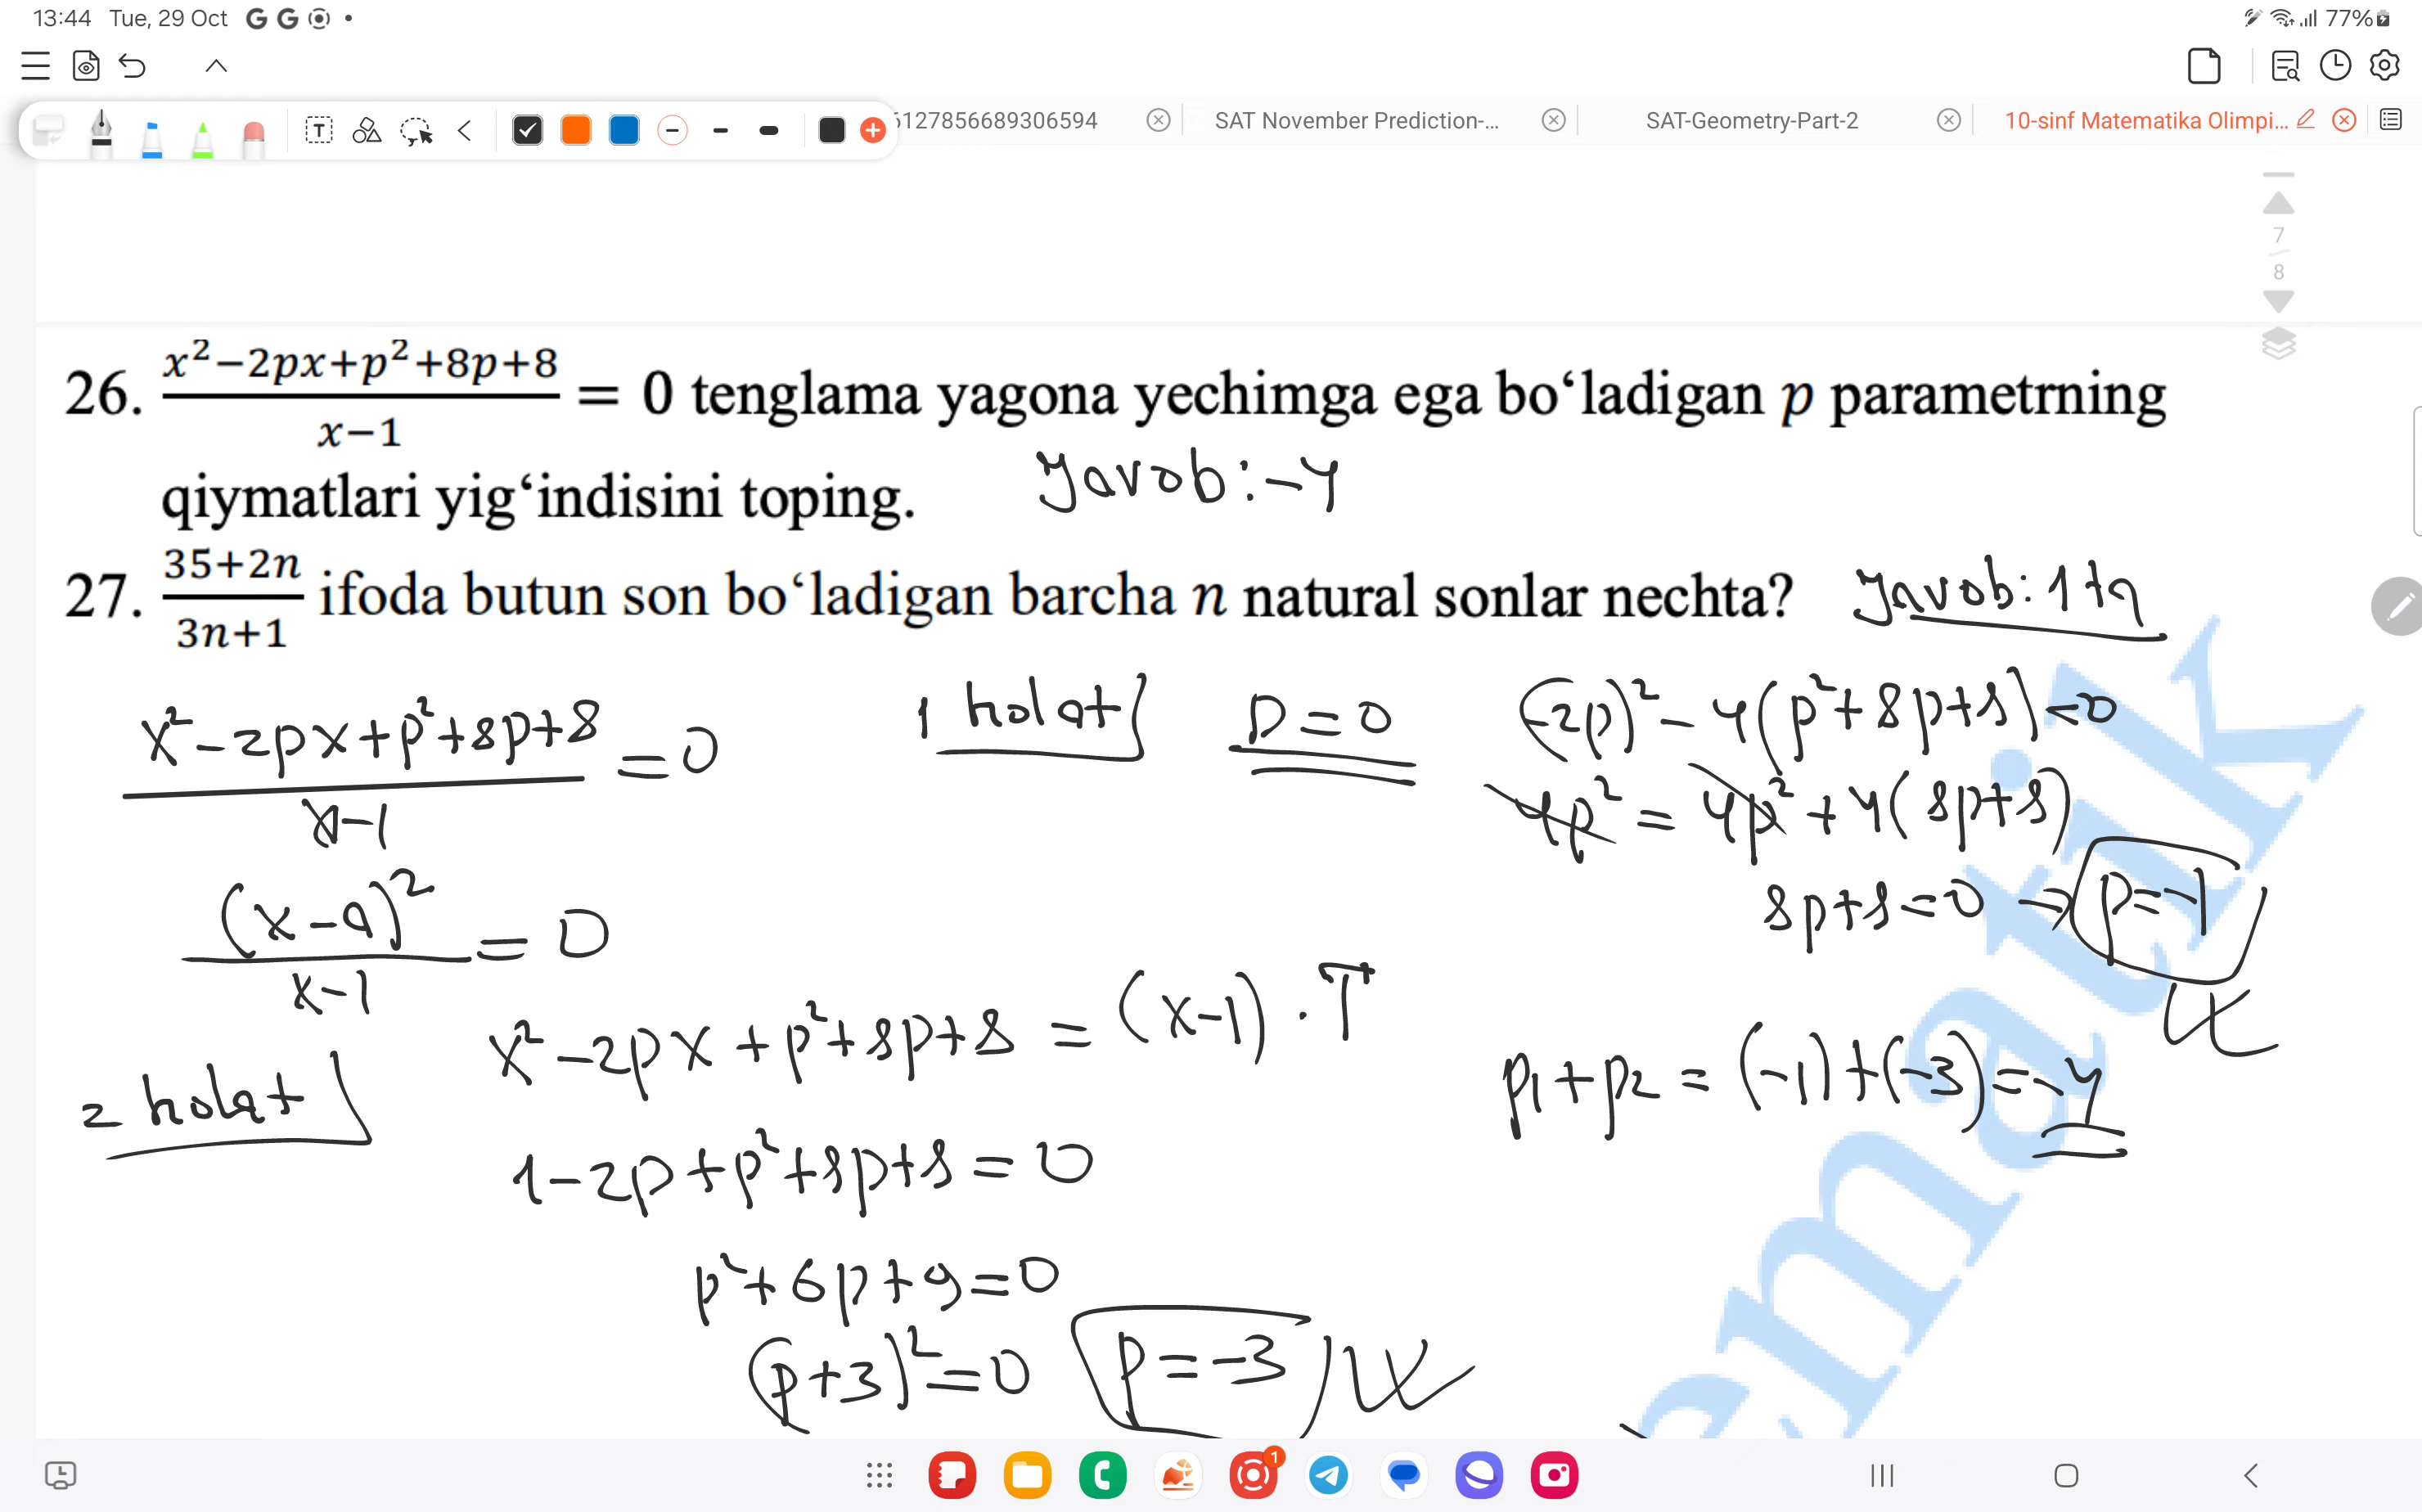 13:44 Tue, 29 Oct G G 77%
6127856689306594 SAT November Prediction-... SAT-Geometry-Part-2 10-sinf Matematika Olimpi...
T
7
8
26. x²−2px+p²+8p+8 / x−1 = 0 tenglama yagona yechimga ega bo‘ladigan p parametrning
qiymatlari yig‘indisini toping. Javob: -4
27. 35+2n / 3n+1 ifoda butun son bo‘ladigan barcha n natural sonlar nechta? Javob: 1 ta
x²-2px+p²+8p+8 / x-1 = 0
1 holat D=0 (-2p)²-4(p²+8p+8)=0
4p² = 4p²+4(8p+8)
8p+8=0 → p=-1
(x-a)² / x-1 = 0
2 holat x²-2px+p²+8p+8 = (x-1)·T
p1+p2 = (-1)+(-3)=-4
1-2p+p²+8p+8=0
p²+6p+9=0
(p+3)²=0 p=-3
ematik
1